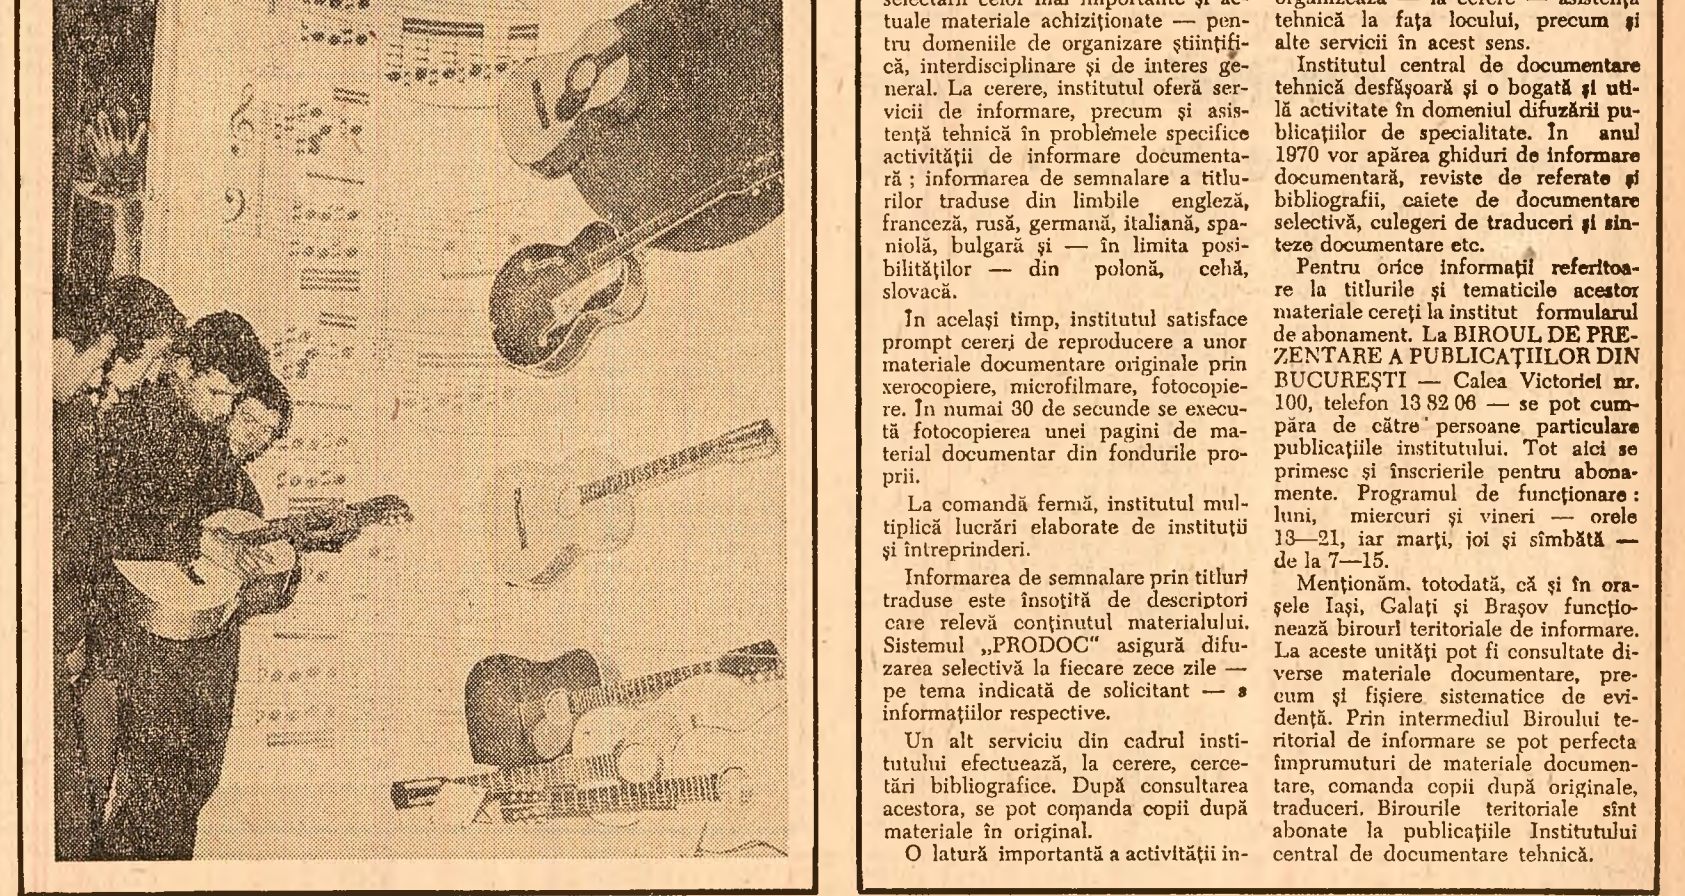 selectării celor mai importante și ac-
tuale materiale achiziționate — pen-
tru domeniile de organizare științifi-
că, interdisciplinare și de interes ge-
neral. La cerere, institutul oferă ser-
vicii de informare, precum și asis-
tență tehnică în problemele specifice
activității de informare documenta-
ră ; informarea de semnalare a titlu-
rilor traduse din limbile engleză,
franceză, rusă, germană, italiană, spa-
niolă, bulgară și — în limita posi-
bilităților — din polonă, cehă,
slovacă.
În același timp, institutul satisface
prompt cereri de reproducere a unor
materiale documentare originale prin
xerocopiere, microfilmare, fotocopie-
re. În numai 30 de secunde se execu-
tă fotocopierea unei pagini de ma-
terial documentar din fondurile pro-
prii.
La comandă fermă, institutul mul-
tiplică lucrări elaborate de instituții
și întreprinderi.
Informarea de semnalare prin titluri
traduse este însoțită de descriptori
care relevă conținutul materialului.
Sistemul „PRODOC“ asigură difu-
zarea selectivă la fiecare zece zile —
pe tema indicată de solicitant — a
informațiilor respective.
Un alt serviciu din cadrul insti-
tutului efectuează, la cerere, cerce-
tări bibliografice. După consultarea
acestora, se pot comanda copii după
materiale în original.
O latură importantă a activității in-
organizează — la cerere — asistență
tehnică la fața locului, precum și
alte servicii în acest sens.
Institutul central de documentare
tehnică desfășoară și o bogată și uti-
lă activitate în domeniul difuzării pu-
blicațiilor de specialitate. În anul
1970 vor apărea ghiduri de informare
documentară, reviste de referate și
bibliografii, caiete de documentare
selectivă, culegeri de traduceri și sin-
teze documentare etc.
Pentru orice informații referitoa-
re la titlurile și tematicile acestor
materiale cereți la institut formularul
de abonament. La BIROUL DE PRE-
ZENTARE A PUBLICAȚIILOR DIN
BUCUREȘTI — Calea Victoriei nr.
100, telefon 13 82 06 — se pot cum-
păra de către persoane particulare
publicațiile institutului. Tot aici se
primesc și înscrierile pentru abona-
mente. Programul de funcționare :
luni, miercuri și vineri — orele
13—21, iar marți, joi și sîmbătă —
de la 7—15.
Menționăm. totodată, că și în ora-
șele Iași, Galați și Brașov funcțio-
nează birouri teritoriale de informare.
La aceste unități pot fi consultate di-
verse materiale documentare, pre-
cum și fișiere sistematice de evi-
dență. Prin intermediul Biroului te-
ritorial de informare se pot perfecta
împrumuturi de materiale documen-
tare, comanda copii după originale,
traduceri. Birourile teritoriale sînt
abonate la publicațiile Institutului
central de documentare tehnică.